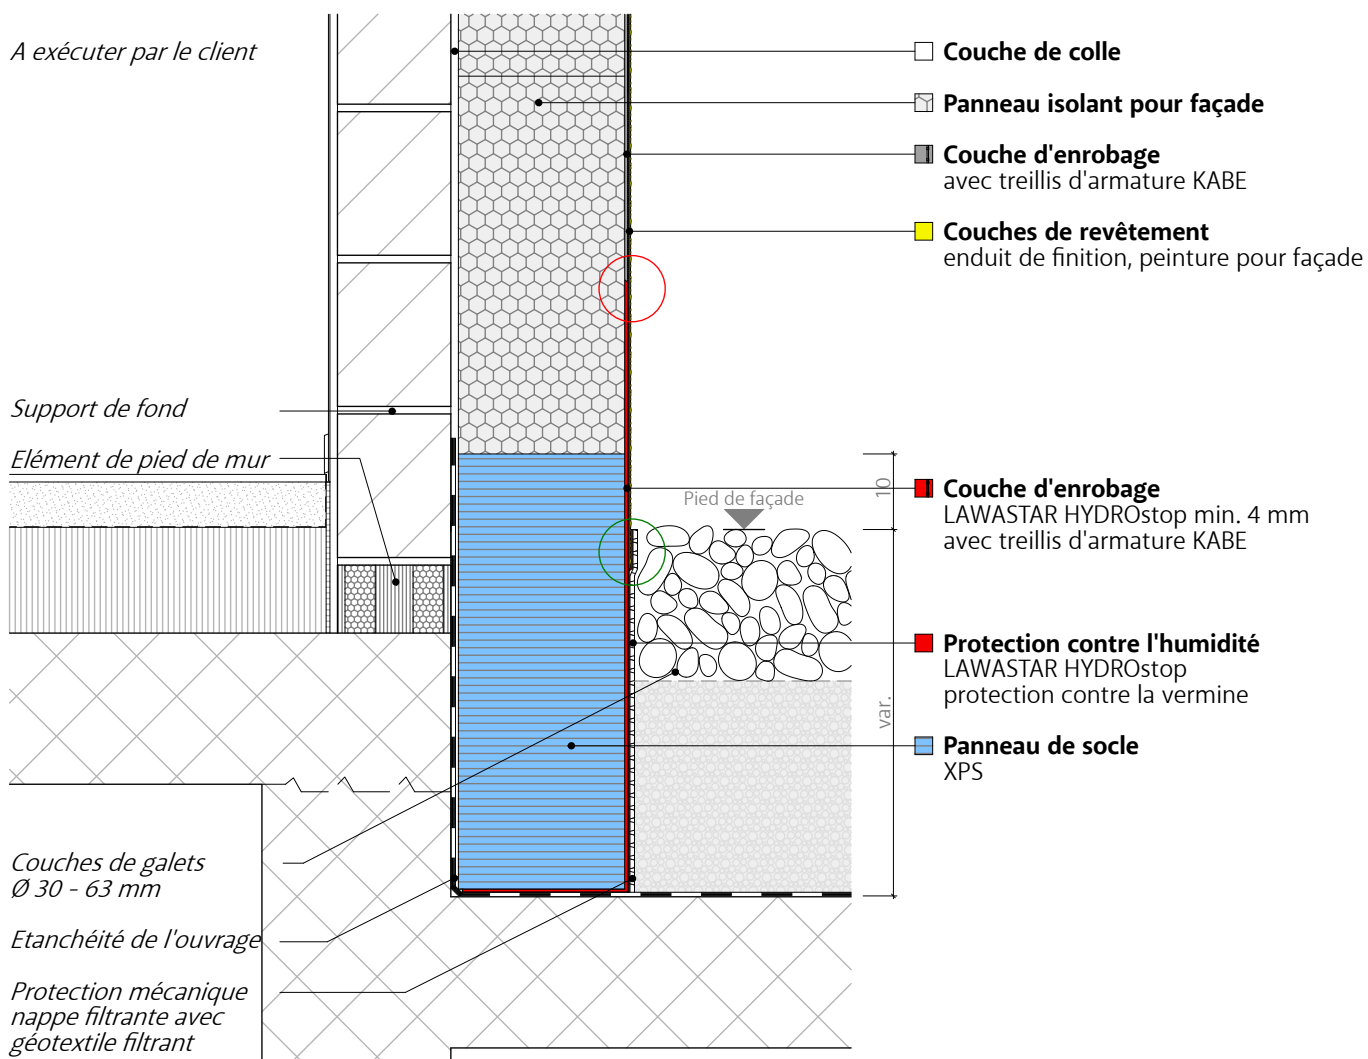 A exécuter par le client
Couche de colle
Panneau isolant pour façade
Couche d'enrobage
avec treillis d'armature KABE
Couches de revêtement
enduit de finition, peinture pour façade
Support de fond
Elément de pied de mur
Pied de façade
10
Couche d'enrobage
LAWASTAR HYDROstop min. 4 mm
avec treillis d'armature KABE
Protection contre l'humidité
LAWASTAR HYDROstop
protection contre la vermine
var.
Panneau de socle
XPS
Couches de galets
Ø 30 - 63 mm
Etanchéité de l'ouvrage
Protection mécanique
nappe filtrante avec
géotextile filtrant